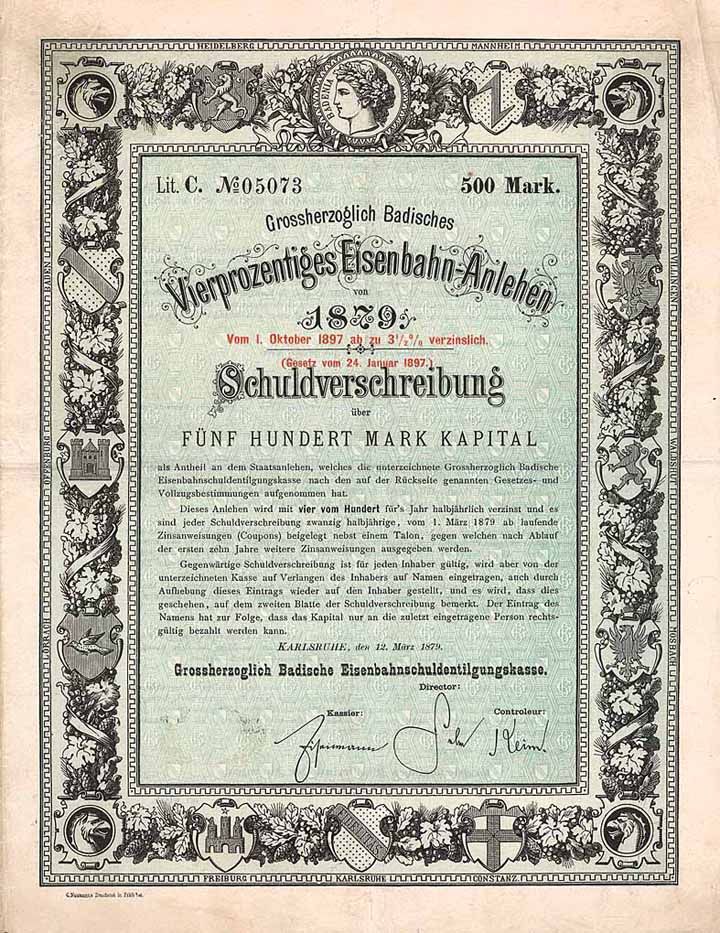 HEIDELBERG
MANNHEIM
BADENIA
Lit. C. №05073
500 Mark.
Grossherzoglich Badisches
Vierprozentiges Eisenbahn-Anlehen
von
1879.
Vom 1. Oktober 1897 ab zu 3½% verzinslich.
(Gesetz vom 24. Januar 1897.)
Schuldverschreibung
über
FÜNF HUNDERT MARK KAPITAL
als Antheil an dem Staatsanlehen, welches die unterzeichnete Grossherzoglich Badische
Eisenbahnschuldentilgungskasse nach den auf der Rückseite genannten Gesetzes- und
Vollzugsbestimmungen aufgenommen hat.
Dieses Anlehen wird mit vier vom Hundert für's Jahr halbjährlich verzinst und es
sind jeder Schuldverschreibung zwanzig halbjährige, vom 1. März 1879 ab laufende
Zinsanweisungen (Coupons) beigelegt nebst einem Talon, gegen welchen nach Ablauf
der ersten zehn Jahre weitere Zinsanweisungen ausgegeben werden.
Gegenwärtige Schuldverschreibung ist für jeden Inhaber gültig, wird aber von der
unterzeichneten Kasse auf Verlangen des Inhabers auf Namen eingetragen, auch durch
Aufhebung dieses Eintrags wieder auf den Inhaber gestellt, und es wird, dass dies
geschehen, auf dem zweiten Blatte der Schuldverschreibung bemerkt. Der Eintrag des
Namens hat zur Folge, dass das Kapital nur an die zuletzt eingetragene Person rechts-
gültig bezahlt werden kann.
KARLSRUHE, den 12. März 1879.
Grossherzoglich Badische Eisenbahnschuldentilgungskasse.
Director:
Kassier:
Controleur:
Eisenmann
J Keim
BADEN
OFFENBURG
LÖRRACH
VILLINGEN
WALDSHUT
MOSBACH
FIDELITAS
FREIBURG
KARLSRUHE
CONSTANZ